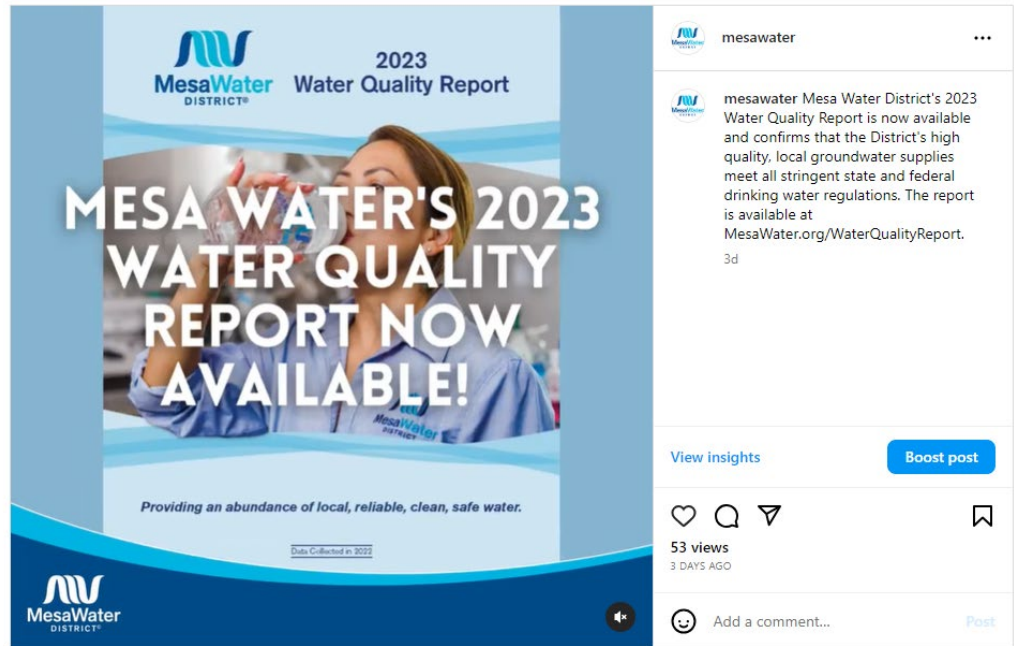 MesaWater
DISTRICT®
2023
Water Quality Report
MESA WATER'S 2023
WATER QUALITY
REPORT NOW
AVAILABLE!
MesaWater
DISTRICT
Providing an abundance of local, reliable, clean, safe water.
Data Collected in 2022
MesaWater
DISTRICT®
MesaWater
DISTRICT
mesawater
MesaWater
DISTRICT
mesawater Mesa Water District's 2023
Water Quality Report is now available
and confirms that the District's high
quality, local groundwater supplies
meet all stringent state and federal
drinking water regulations. The report
is available at
MesaWater.org/WaterQualityReport.
3d
View insights
Boost post
53 views
3 DAYS AGO
Add a comment...
Post